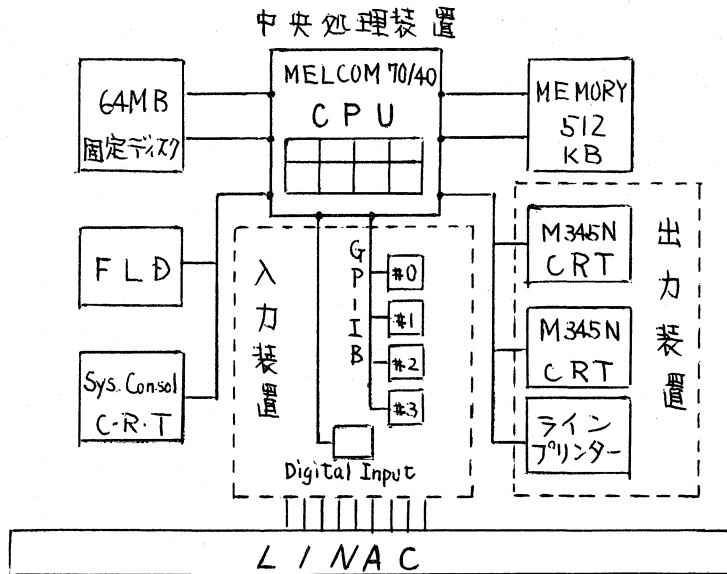 中央処理装置
MELCOM 70/40
CPU
64MB
固定ディスク
MEMORY
512
KB
FLD
Sys. Consol
C・R・T
入力装置
GP-IB
#0
#1
#2
#3
Digital Input
出力装置
M345N
CRT
M345N
CRT
ライン
プリンター
LINAC